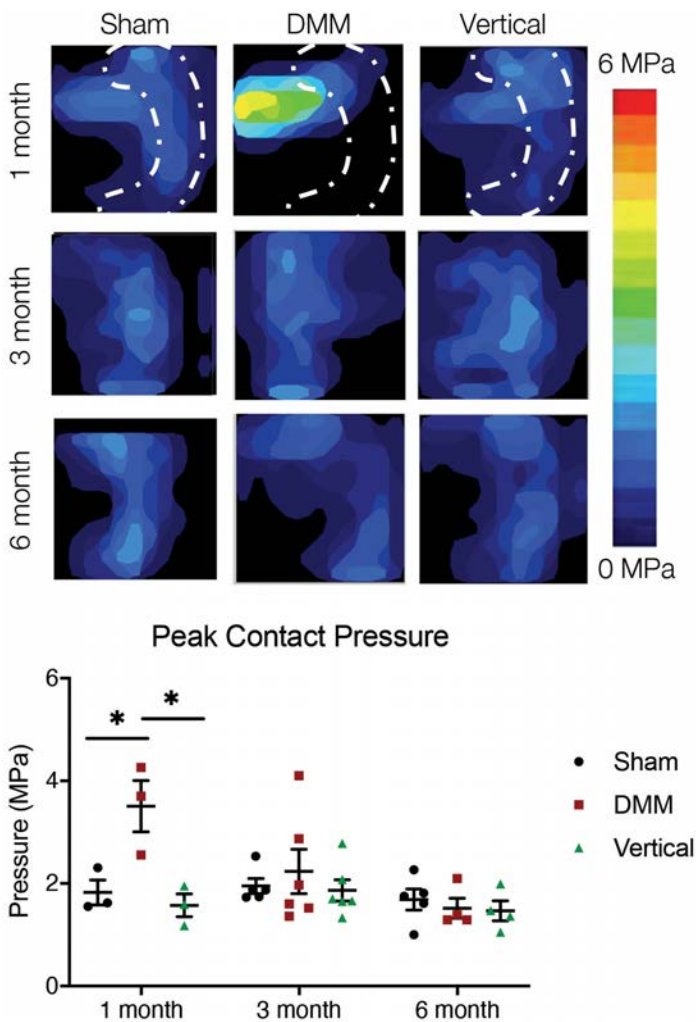 Sham DMM Vertical
1 month
3 month
6 month
6 MPa
0 MPa
Peak Contact Pressure
Pressure (MPa)
6
4
2
0
* *
1 month 3 month 6 month
Sham
DMM
Vertical